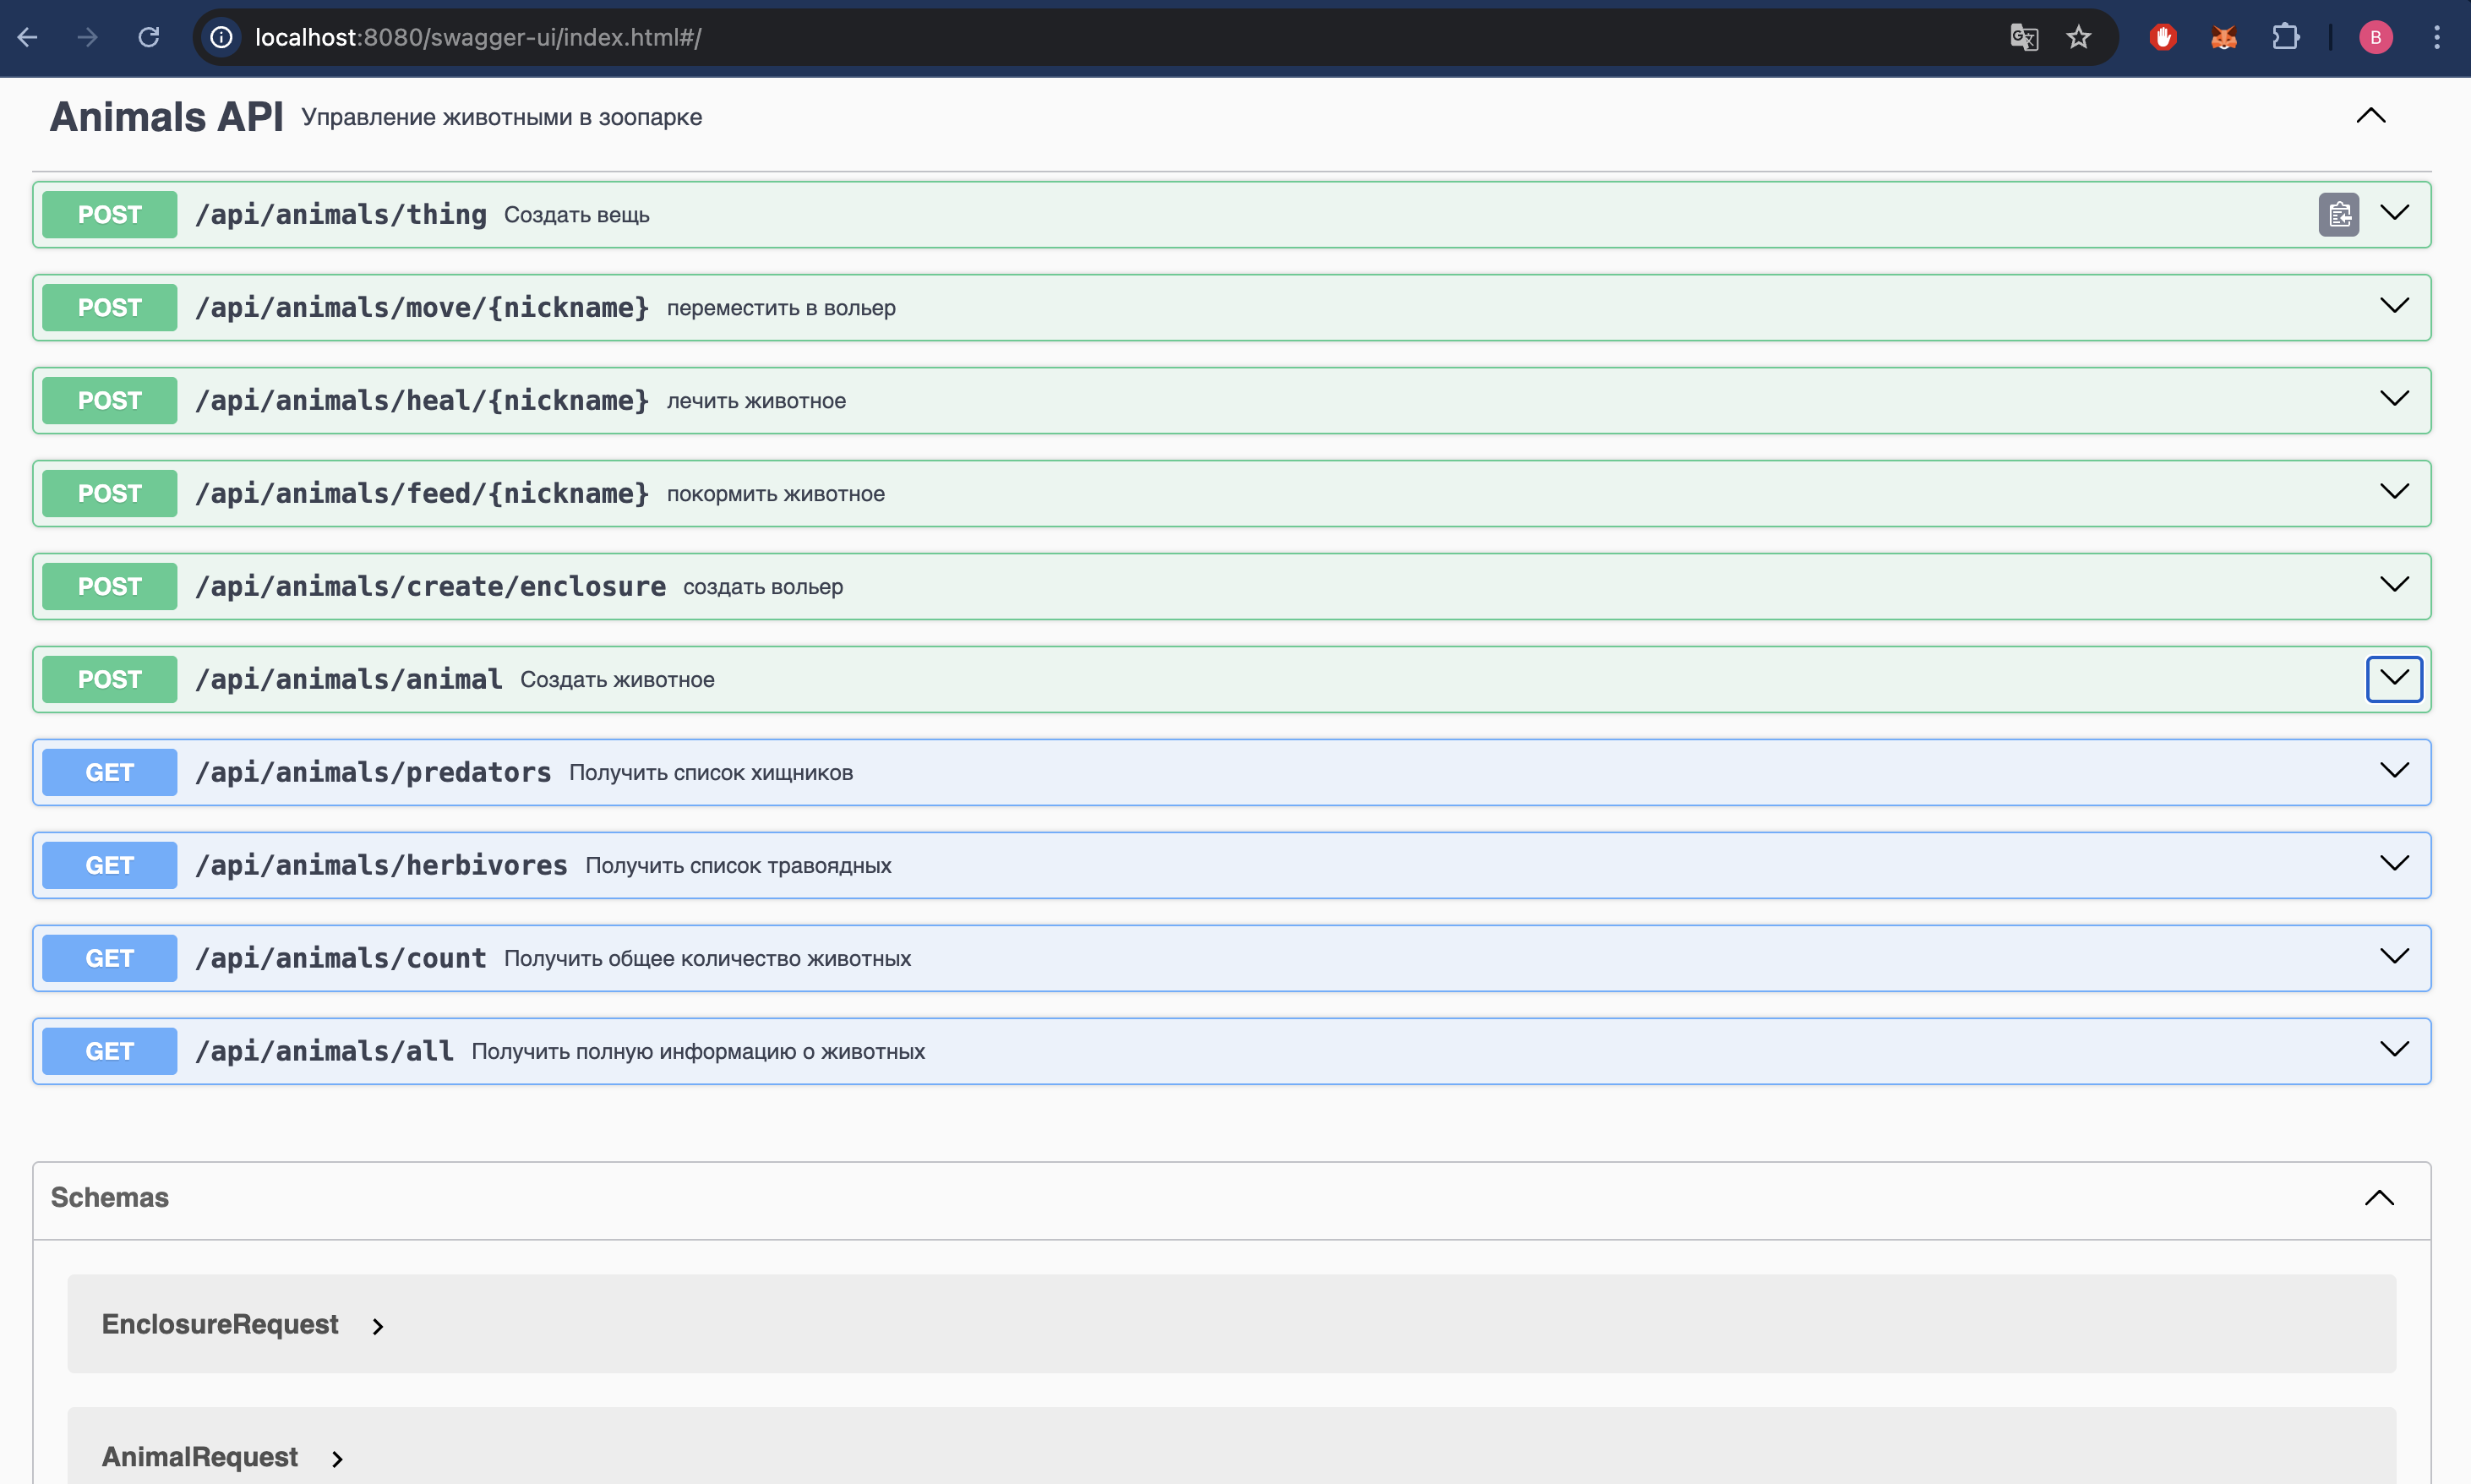 localhost:8080/swagger-ui/index.html#/
B
Animals API Управление животными в зоопарке
POST /api/animals/thing Создать вещь
POST /api/animals/move/{nickname} переместить в вольер
POST /api/animals/heal/{nickname} лечить животное
POST /api/animals/feed/{nickname} покормить животное
POST /api/animals/create/enclosure создать вольер
POST /api/animals/animal Создать животное
GET /api/animals/predators Получить список хищников
GET /api/animals/herbivores Получить список травоядных
GET /api/animals/count Получить общее количество животных
GET /api/animals/all Получить полную информацию о животных
Schemas
EnclosureRequest
AnimalRequest